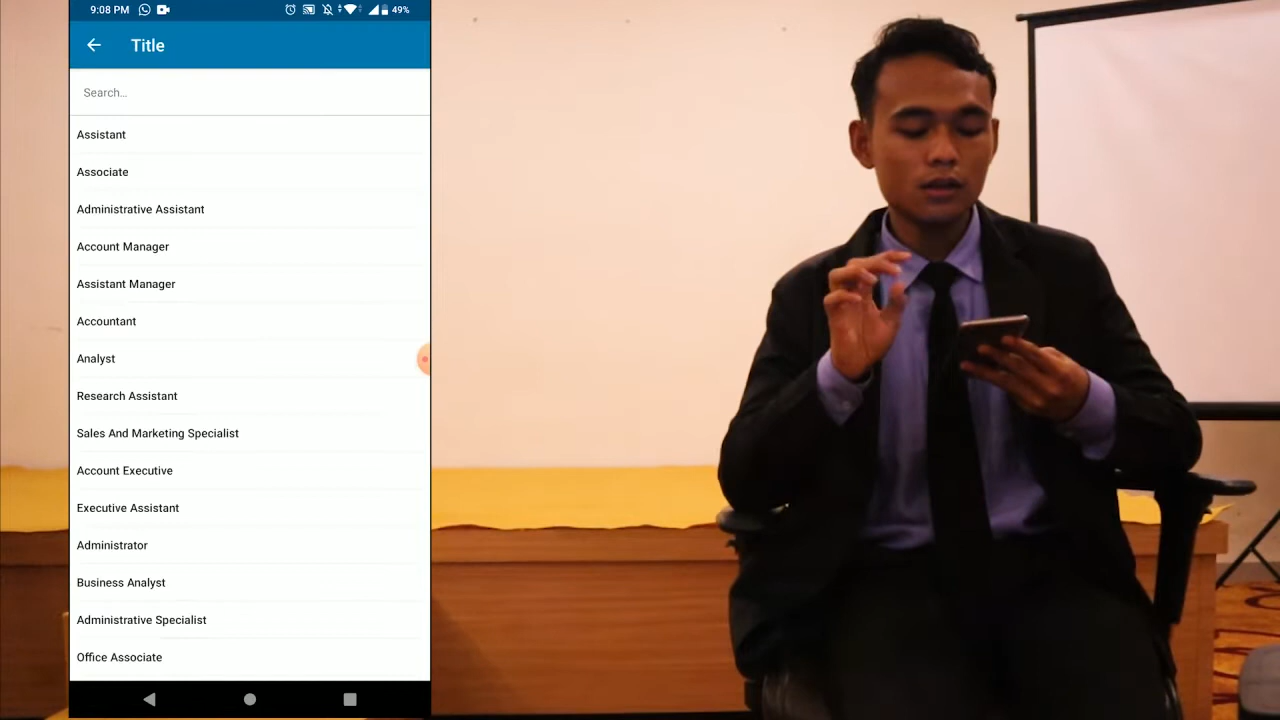 9:08 PM 49%
Title
Search...
Assistant
Associate
Administrative Assistant
Account Manager
Assistant Manager
Accountant
Analyst
Research Assistant
Sales And Marketing Specialist
Account Executive
Executive Assistant
Administrator
Business Analyst
Administrative Specialist
Office Associate